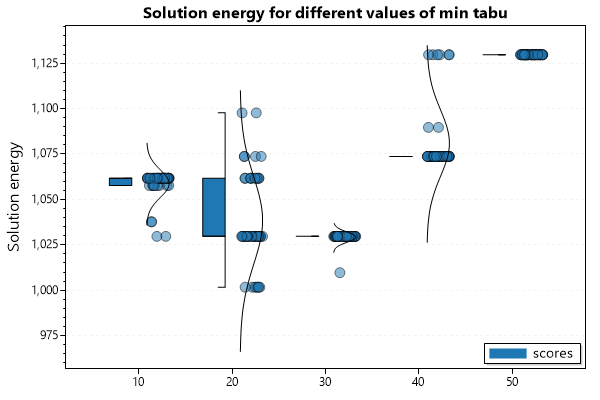 Solution energy for different values of min tabu
Solution energy
1,125
1,100
1,075
1,050
1,025
1,000
975
10 20 30 40 50
scores